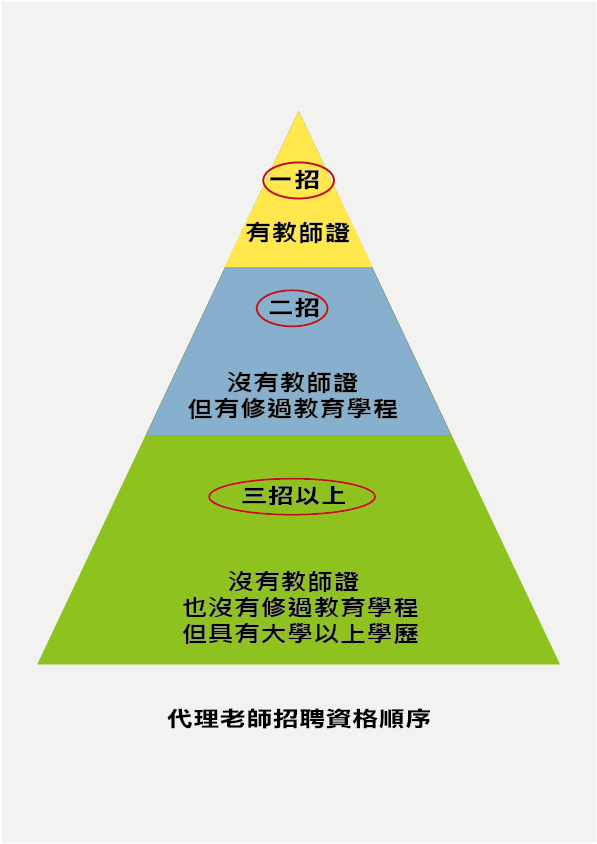 一招
有教師證
二招
沒有教師證
但有修過教育學程
三招以上
沒有教師證
也沒有修過教育學程
但具有大學以上學歷
代理老師招聘資格順序